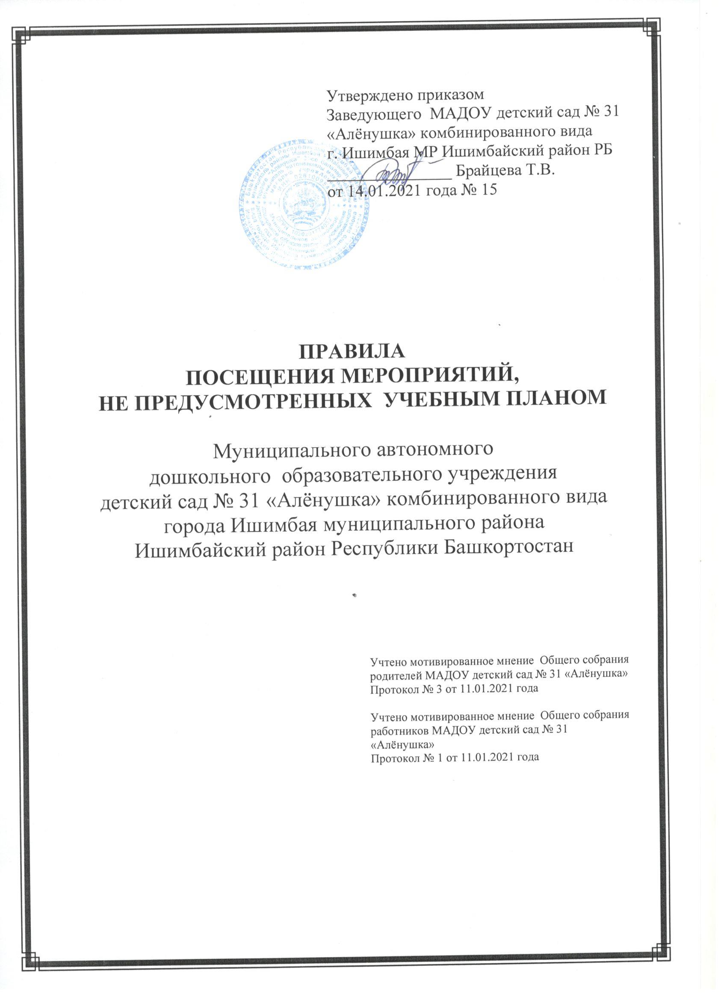 Утверждено приказом
Заведующего МАДОУ детский сад № 31
«Алёнушка» комбинированного вида
г. Ишимбая МР Ишимбайский район РБ
Брайцева Т.В.
от 14.01.2021 года № 15
ПРАВИЛА
ПОСЕЩЕНИЯ МЕРОПРИЯТИЙ,
НЕ ПРЕДУСМОТРЕННЫХ УЧЕБНЫМ ПЛАНОМ
Муниципального автономного
дошкольного образовательного учреждения
детский сад № 31 «Алёнушка» комбинированного вида
города Ишимбая муниципального района
Ишимбайский район Республики Башкортостан
Учтено мотивированное мнение Общего собрания
родителей МАДОУ детский сад № 31 «Алёнушка»
Протокол № 3 от 11.01.2021 года
Учтено мотивированное мнение Общего собрания
работников МАДОУ детский сад № 31
«Алёнушка»
Протокол № 1 от 11.01.2021 года